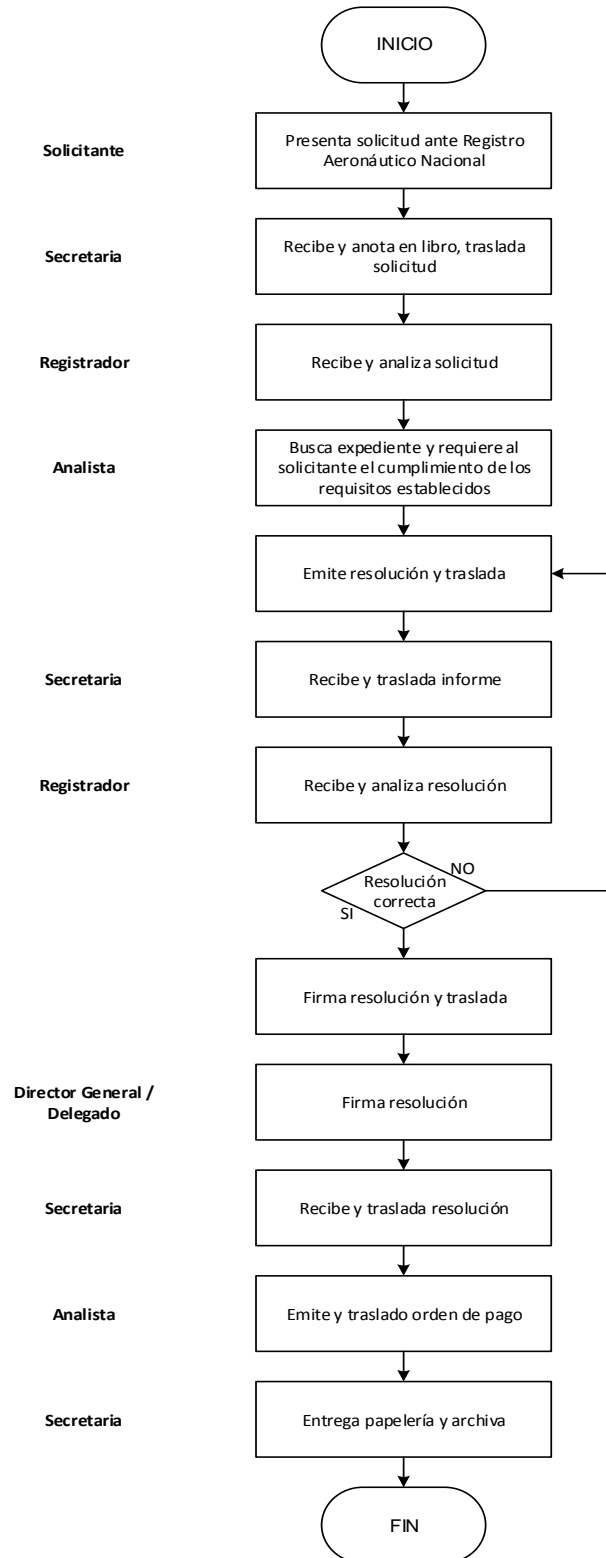 INICIO
Solicitante
Presenta solicitud ante Registro
Aeronáutico Nacional
Secretaria
Recibe y anota en libro, traslada
solicitud
Registrador
Recibe y analiza solicitud
Analista
Busca expediente y requiere al
solicitante el cumplimiento de los
requisitos establecidos
Emite resolución y traslada
Secretaria
Recibe y traslada informe
Registrador
Recibe y analiza resolución
NO
Resolución
correcta
SI
Firma resolución y traslada
Director General /
Delegado
Firma resolución
Secretaria
Recibe y traslada resolución
Analista
Emite y traslado orden de pago
Secretaria
Entrega papelería y archiva
FIN